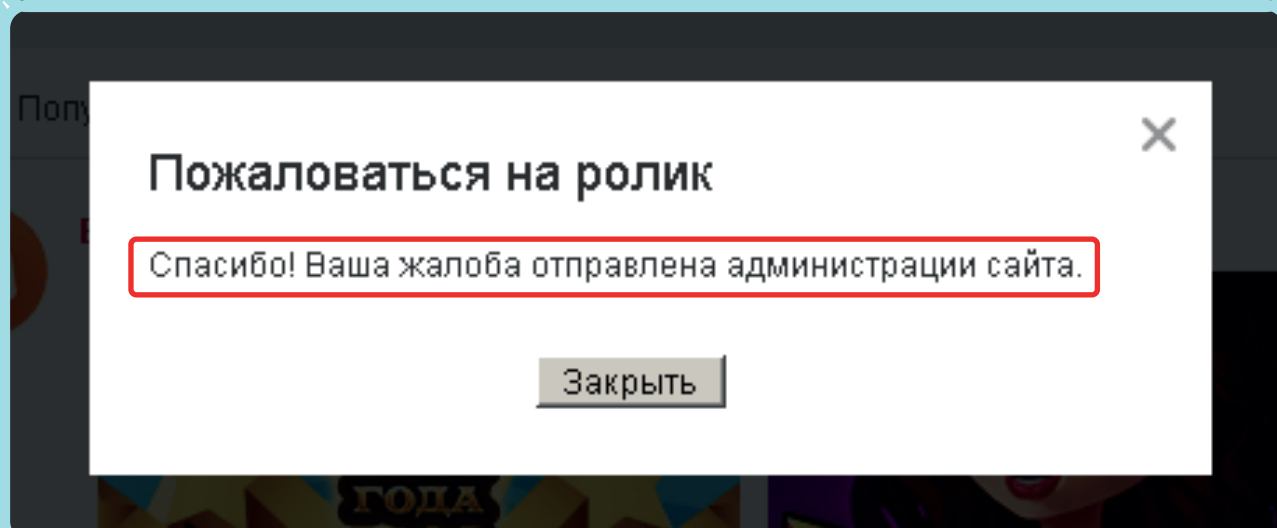 Попу
Пожаловаться на ролик
Спасибо! Ваша жалоба отправлена администрации сайта.
Закрыть
ГОДА